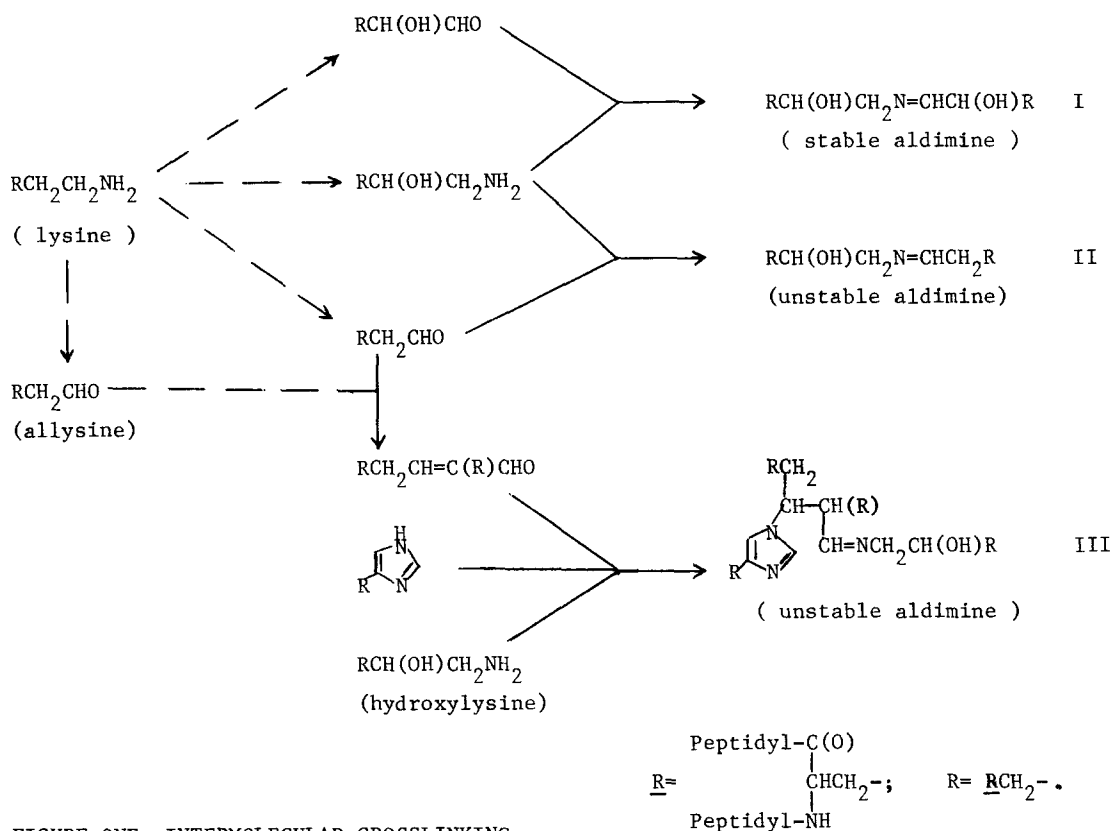 RCH(OH)CHO
RCH(OH)CH₂N=CHCH(OH)R I
( stable aldimine )
RCH₂CH₂NH₂
RCH(OH)CH₂NH₂
( lysine )
RCH(OH)CH₂N=CHCH₂R II
(unstable aldimine)
RCH₂CHO
RCH₂CHO
(allysine)
RCH₂CH=C(R)CHO
RCH₂
CH-CH(R)
H
N
N
R
N
CH=NCH₂CH(OH)R III
N
R
( unstable aldimine )
RCH(OH)CH₂NH₂
(hydroxylysine)
Peptidyl-C(O)
R= CHCH₂-; R= RCH₂-.
Peptidyl-NH
FIGURE ONE INTERMOLECULAR CROSSLINKING